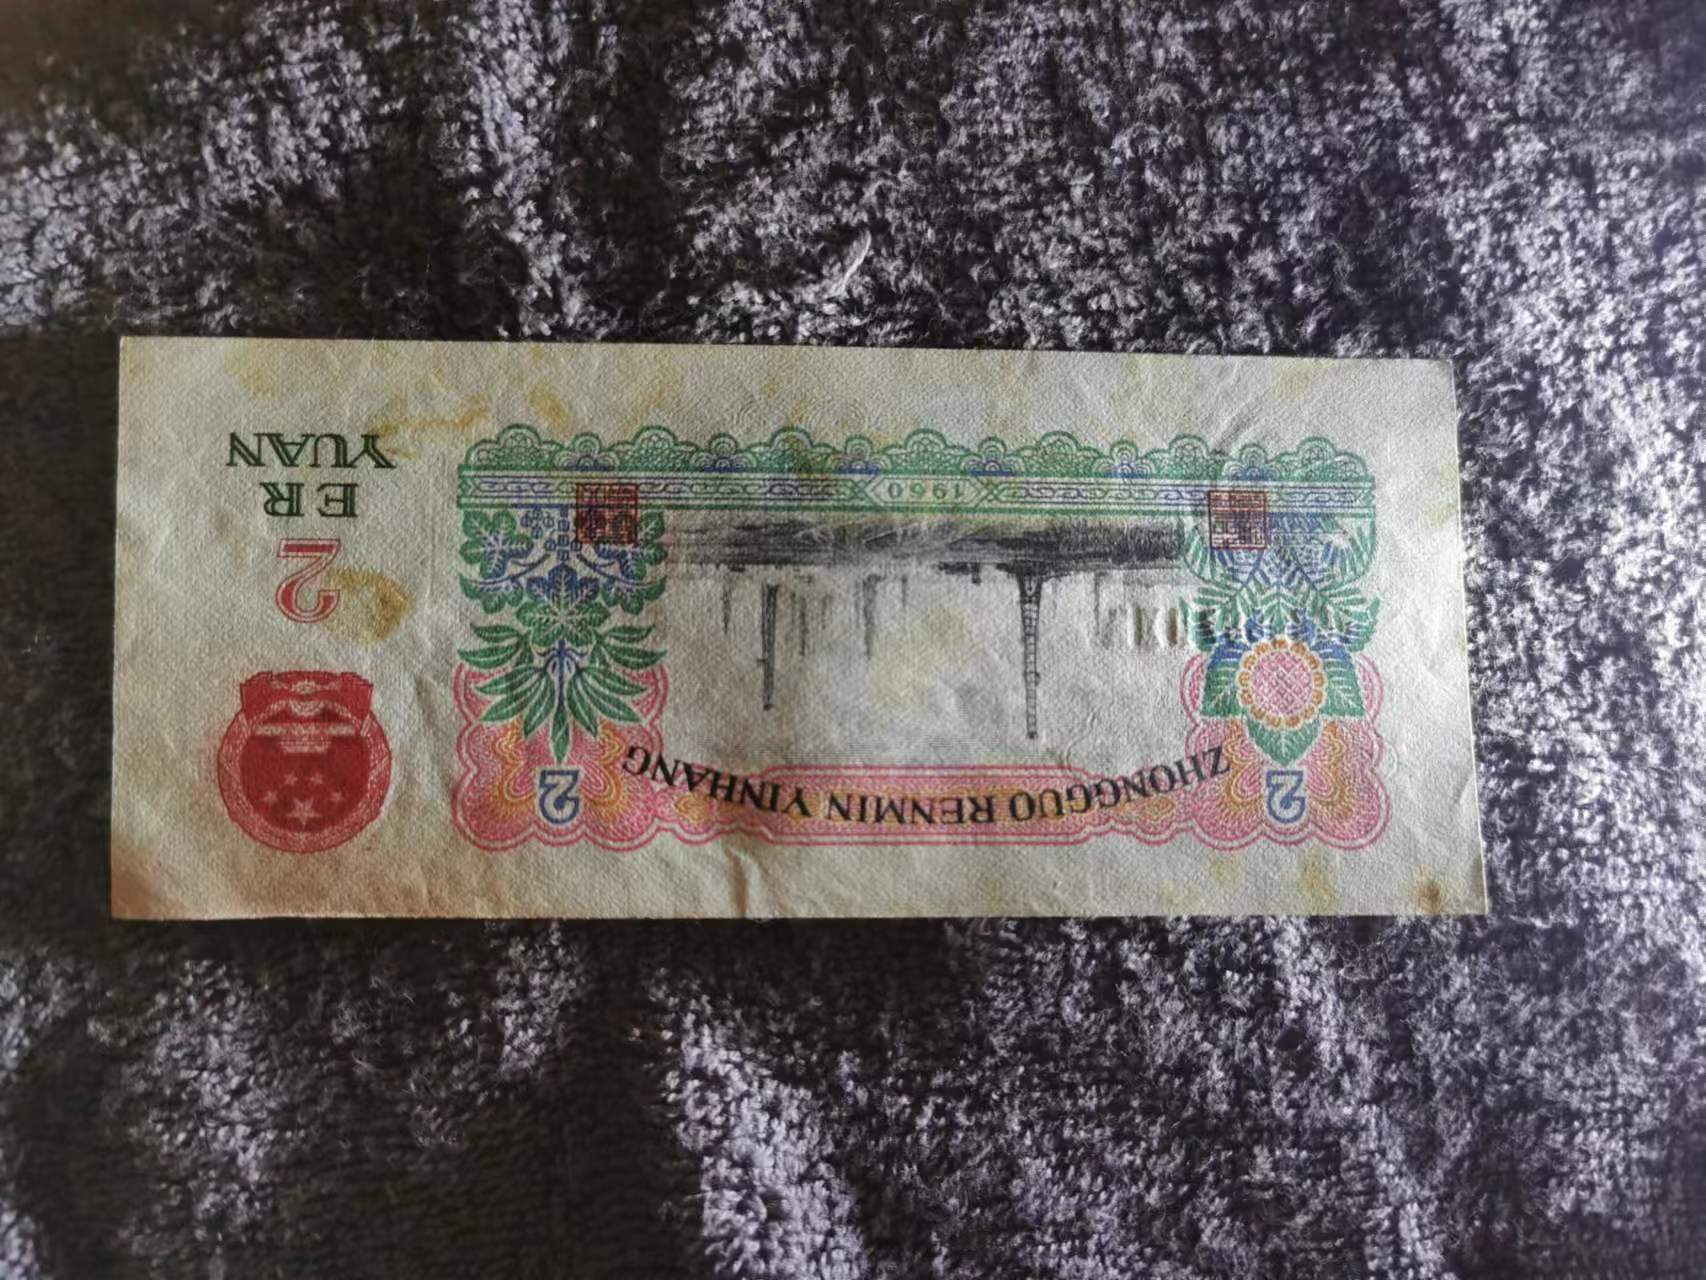 ZHONGGUO RENMIN YINHANG
2
2
1960
2
ER
YUAN